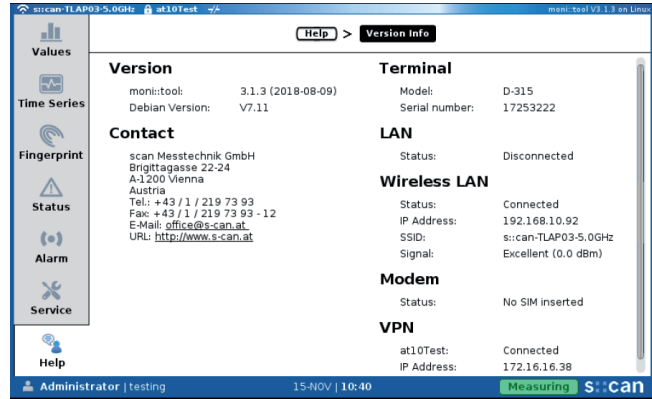 s::can-TLAP03-5.0GHz at10Test -/-
moni::tool V3.1.3 on Linux
Values
Time Series
Fingerprint
Status
Alarm
Service
Help
Help > Version Info
Version
moni::tool: 3.1.3 (2018-08-09)
Debian Version: V7.11
Contact
scan Messtechnik GmbH
Brigittagasse 22-24
A-1200 Vienna
Austria
Tel.: +43 / 1 / 219 73 93
Fax: +43 / 1 / 219 73 93 - 12
E-Mail: office@s-can.at
URL: http://www.s-can.at
Terminal
Model: D-315
Serial number: 17253222
LAN
Status: Disconnected
Wireless LAN
Status: Connected
IP Address: 192.168.10.92
SSID: s::can-TLAP03-5.0GHz
Signal: Excellent (0.0 dBm)
Modem
Status: No SIM inserted
VPN
at10Test: Connected
IP Address: 172.16.16.38
Administrator | testing
15-NOV | 10:40
Measuring
s::can